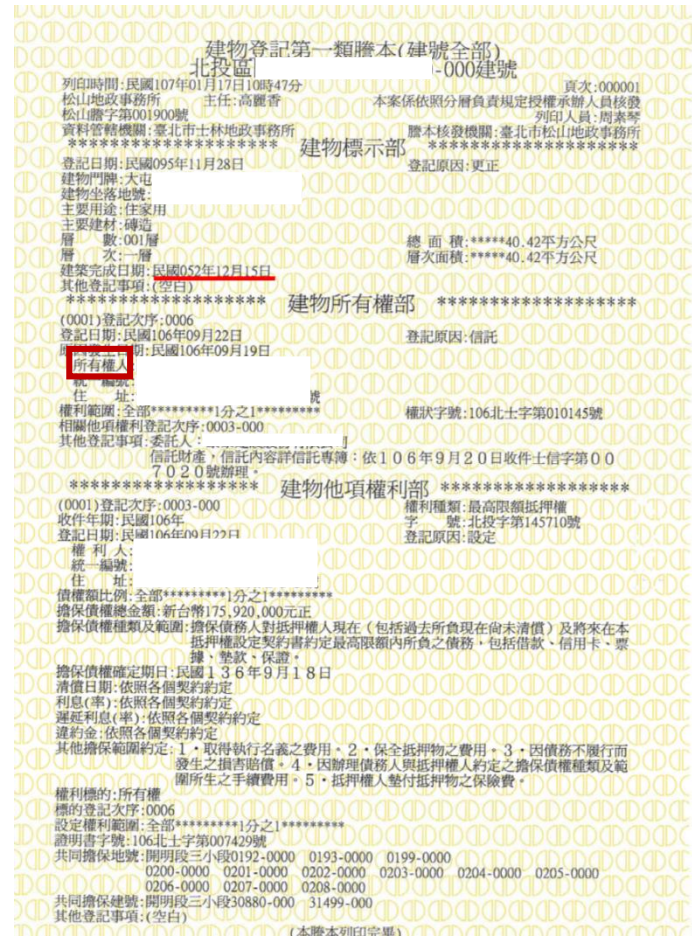 建物登記第一類謄本(建號全部)
北投區 -000建號
列印時間:民國107年01月17日10時47分 頁次:000001
松山地政事務所 主任:高麗香 本案係依照分層負責規定授權承辦人員核發
松山謄字第001900號 列印人員:周素琴
資料管轄機關:臺北市士林地政事務所 謄本核發機關:臺北市松山地政事務所
******************** 建物標示部 ********************
登記日期:民國095年11月28日 登記原因:更正
建物門牌:大屯
建物坐落地號:
主要用途:住家用
主要建材:磚造
層 數:001層 總 面 積:*****40.42平方公尺
層 次:一層 層次面積:*****40.42平方公尺
建築完成日期:民國052年12月15日
其他登記事項:(空白)
******************* 建物所有權部 *******************
(0001)登記次序:0006
登記日期:民國106年09月22日 登記原因:信託
原因發生日期:民國106年09月19日
所有權人
統一編號:
住 址: 號
權利範圍:全部*********1分之1********* 權狀字號:106北士字第010145號
相關他項權利登記次序:0003-000
其他登記事項:委託人:
信託財產,信託內容詳信託專簿:依106年9月20日收件士信字第00
7020號辦理。
****************** 建物他項權利部 ******************
(0001)登記次序:0003-000 權利種類:最高限額抵押權
收件年期:民國106年 字 號:北投字第145710號
登記日期:民國106年09月22日 登記原因:設定
權 利 人:
統一編號:
住 址:
債權額比例:全部*********1分之1*********
擔保債權總金額:新台幣175,920,000元正
擔保債權種類及範圍:擔保債務人對抵押權人現在(包括過去所負現在尚未清償)及將來在本
抵押權設定契約書約定最高限額內所負之債務,包括借款、信用卡、票
據、墊款、保證。
擔保債權確定期日:民國136年9月18日
清償日期:依照各個契約約定
利息(率):依照各個契約約定
遲延利息(率):依照各個契約約定
違約金:依照各個契約約定
其他擔保範圍約定:1.取得執行名義之費用。2.保全抵押物之費用。3.因債務不履行而
發生之損害賠償。4.因辦理債務人與抵押權人約定之擔保債權種類及範
圍所生之手續費用。5.抵押權人墊付抵押物之保險費。
權利標的:所有權
標的登記次序:0006
設定權利範圍:全部*********1分之1*********
證明書字號:106北士字第007429號
共同擔保地號:開明段三小段0192-0000 0193-0000 0199-0000
0200-0000 0201-0000 0202-0000 0203-0000 0204-0000 0205-0000
0206-0000 0207-0000 0208-0000
共同擔保建號:開明段三小段30880-000 31499-000
其他登記事項:(空白)
(本謄本列印完畢)